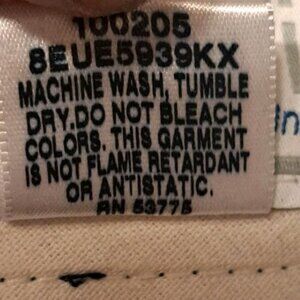 100205
8EUE5939KX
MACHINE WASH, TUMBLE
DRY.DO NOT BLEACH
COLORS. THIS GARMENT
IS NOT FLAME RETARDANT
OR ANTISTATIC.
RN 53775